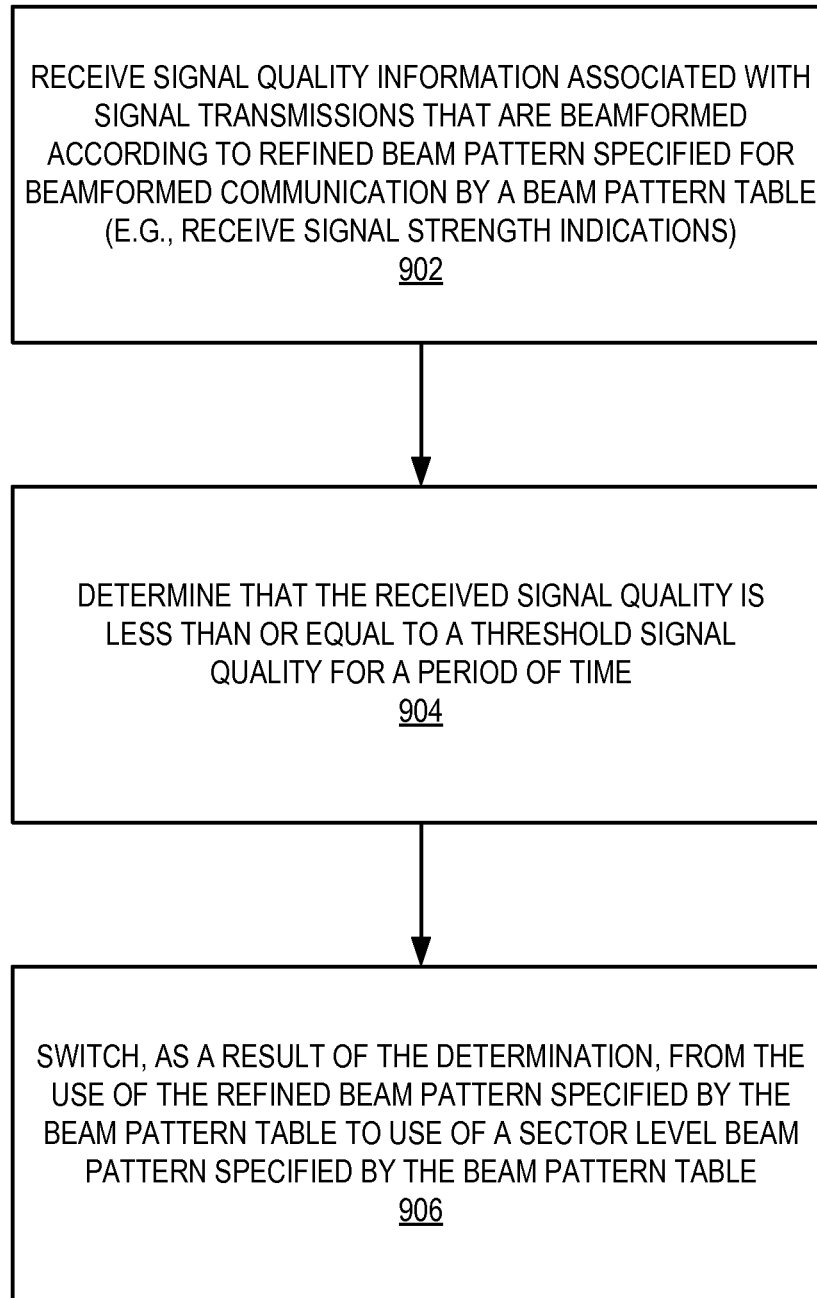 RECEIVE SIGNAL QUALITY INFORMATION ASSOCIATED WITH
SIGNAL TRANSMISSIONS THAT ARE BEAMFORMED
ACCORDING TO REFINED BEAM PATTERN SPECIFIED FOR
BEAMFORMED COMMUNICATION BY A BEAM PATTERN TABLE
(E.G., RECEIVE SIGNAL STRENGTH INDICATIONS)
902
DETERMINE THAT THE RECEIVED SIGNAL QUALITY IS
LESS THAN OR EQUAL TO A THRESHOLD SIGNAL
QUALITY FOR A PERIOD OF TIME
904
SWITCH, AS A RESULT OF THE DETERMINATION, FROM THE
USE OF THE REFINED BEAM PATTERN SPECIFIED BY THE
BEAM PATTERN TABLE TO USE OF A SECTOR LEVEL BEAM
PATTERN SPECIFIED BY THE BEAM PATTERN TABLE
906